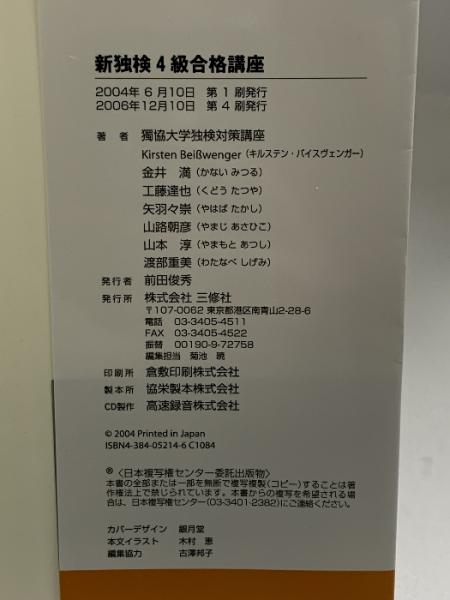 新独検4級合格講座
2004年 6月10日 第1刷発行
2006年12月10日 第4刷発行
著 者 獨協大学独検対策講座
Kirsten Beißwenger（キルステン・バイスヴェンガー）
金井 満（かない みつる）
工藤達也（くどう たつや）
矢羽々崇（やはば たかし）
山路朝彦（やまじ あさひこ）
山本 淳（やまもと あつし）
渡部重美（わたなべ しげみ）
発行者 前田俊秀
発行所 株式会社 三修社
〒107-0062 東京都港区南青山2-28-6
電話 03-3405-4511
FAX 03-3405-4522
振替 00190-9-72758
編集担当 菊池 暁
印刷所 倉敷印刷株式会社
製本所 協栄製本株式会社
CD製作 高速録音株式会社
© 2004 Printed in Japan
ISBN4-384-05214-6 C1084
®〈日本複写権センター委託出版物〉
本書の全部または一部を無断で複写複製（コピー）することは著
作権法上で禁じられています。本書からの複写を希望される場
合は、日本複写権センター（03-3401-2382）にご連絡ください。
カバーデザイン 銀月堂
本文イラスト 木村 恵
編集協力 古澤邦子